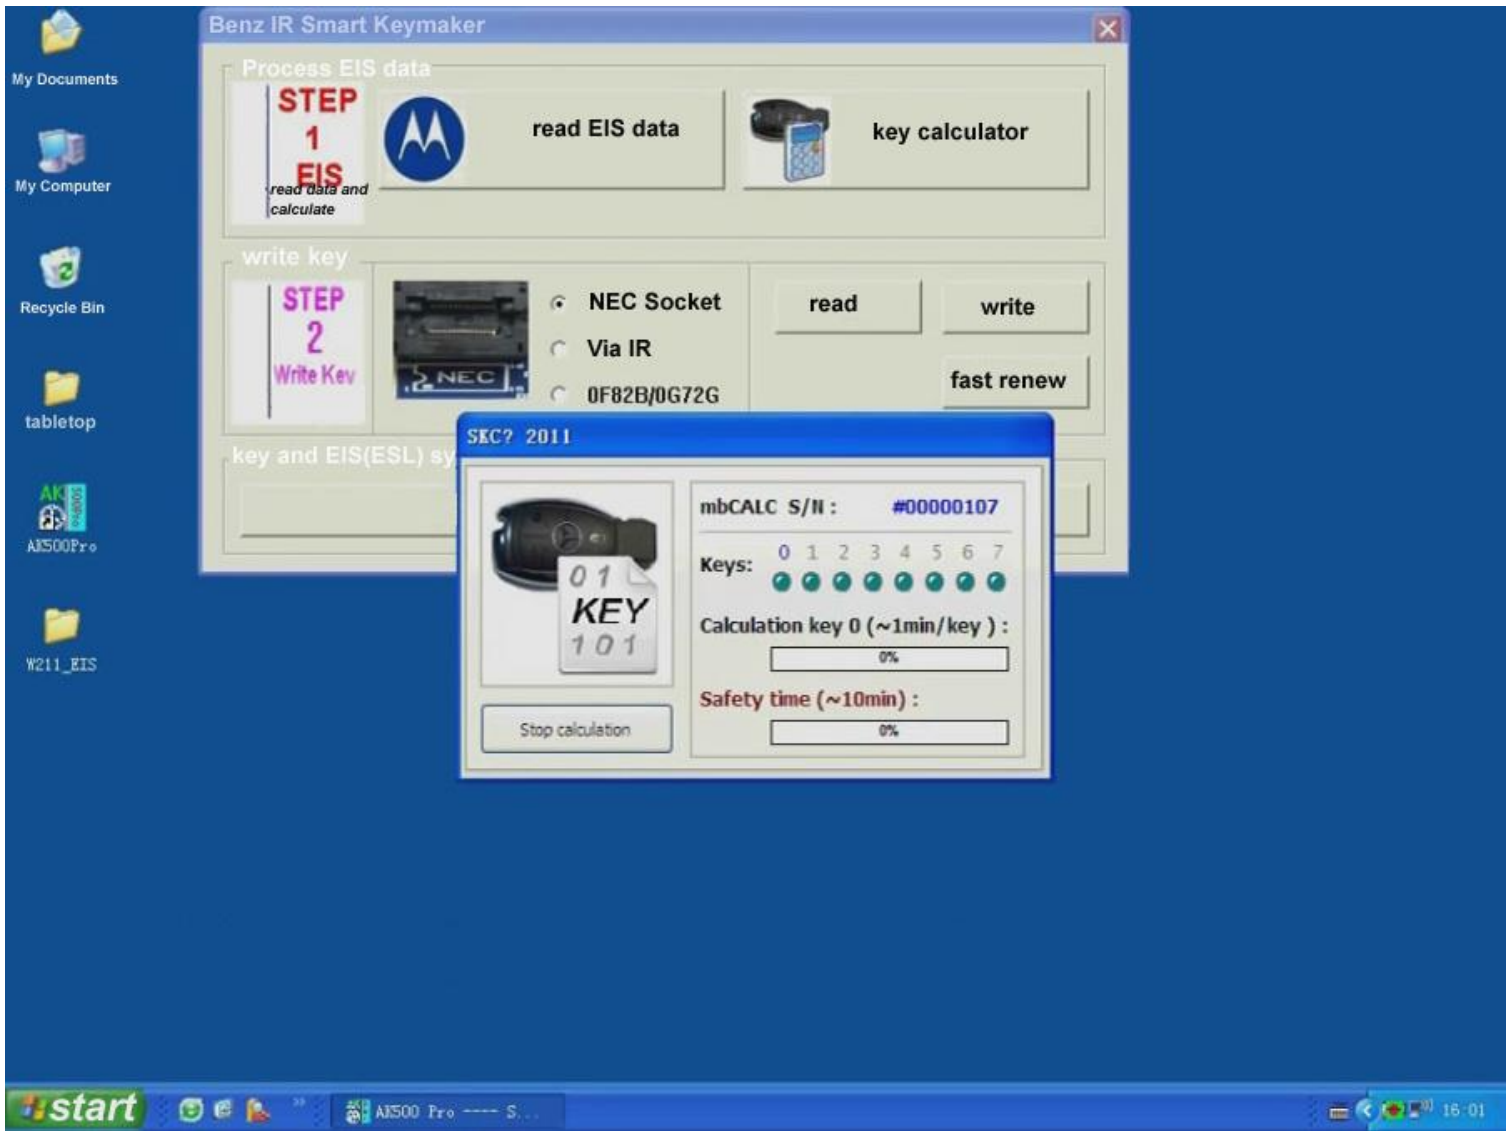 My Documents
My Computer
Recycle Bin
tabletop
AK500Pro
W211_EIS
Benz IR Smart Keymaker
Process EIS data
STEP
1
EIS
read data and
calculate
read EIS data
key calculator
write key
STEP
2
Write Key
NEC
NEC Socket
Via IR
0F82B/0G72G
read
write
fast renew
key and EIS(ESL) sy
SKC? 2011
01
KEY
101
Stop calculation
mbCALC S/N : #00000107
0 1 2 3 4 5 6 7
Keys:
Calculation key 0 (~1min/key ) :
0%
Safety time (~10min) :
0%
start
AK500 Pro ---- S...
16:01